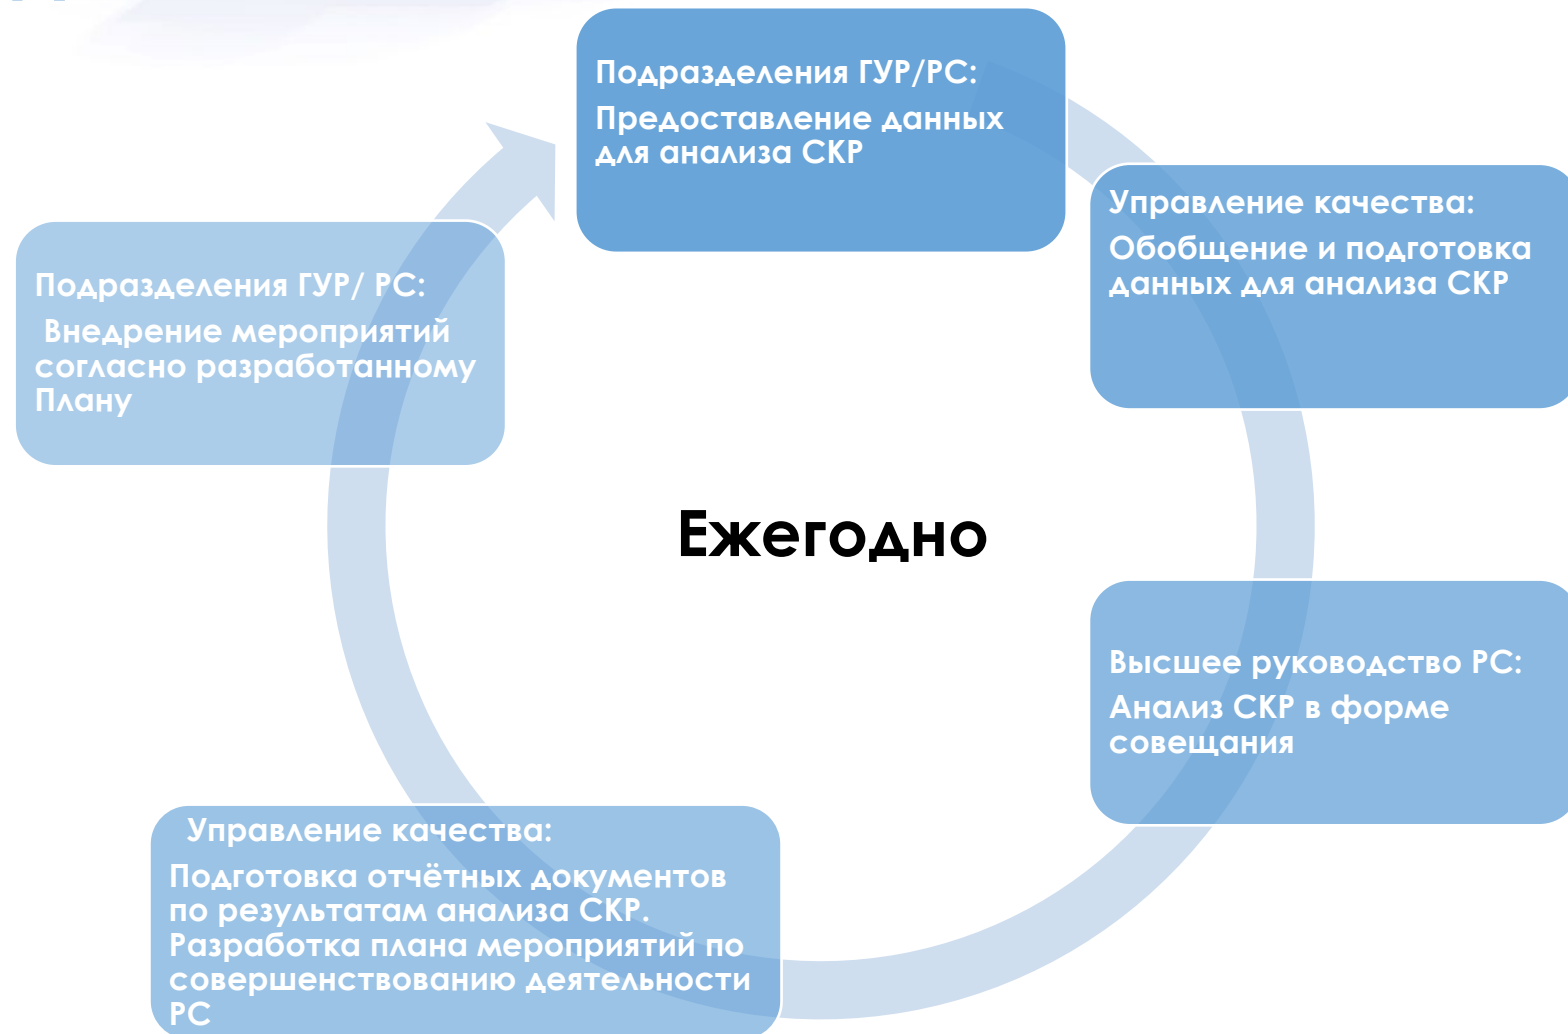 Подразделения ГУР/РС:
Предоставление данных
для анализа СКР
Управление качества:
Обобщение и подготовка
данных для анализа СКР
Высшее руководство РС:
Анализ СКР в форме
совещания
Управление качества:
Подготовка отчётных документов
по результатам анализа СКР.
Разработка плана мероприятий по
совершенствованию деятельности
РС
Подразделения ГУР/ РС:
Внедрение мероприятий
согласно разработанному
Плану
Ежегодно